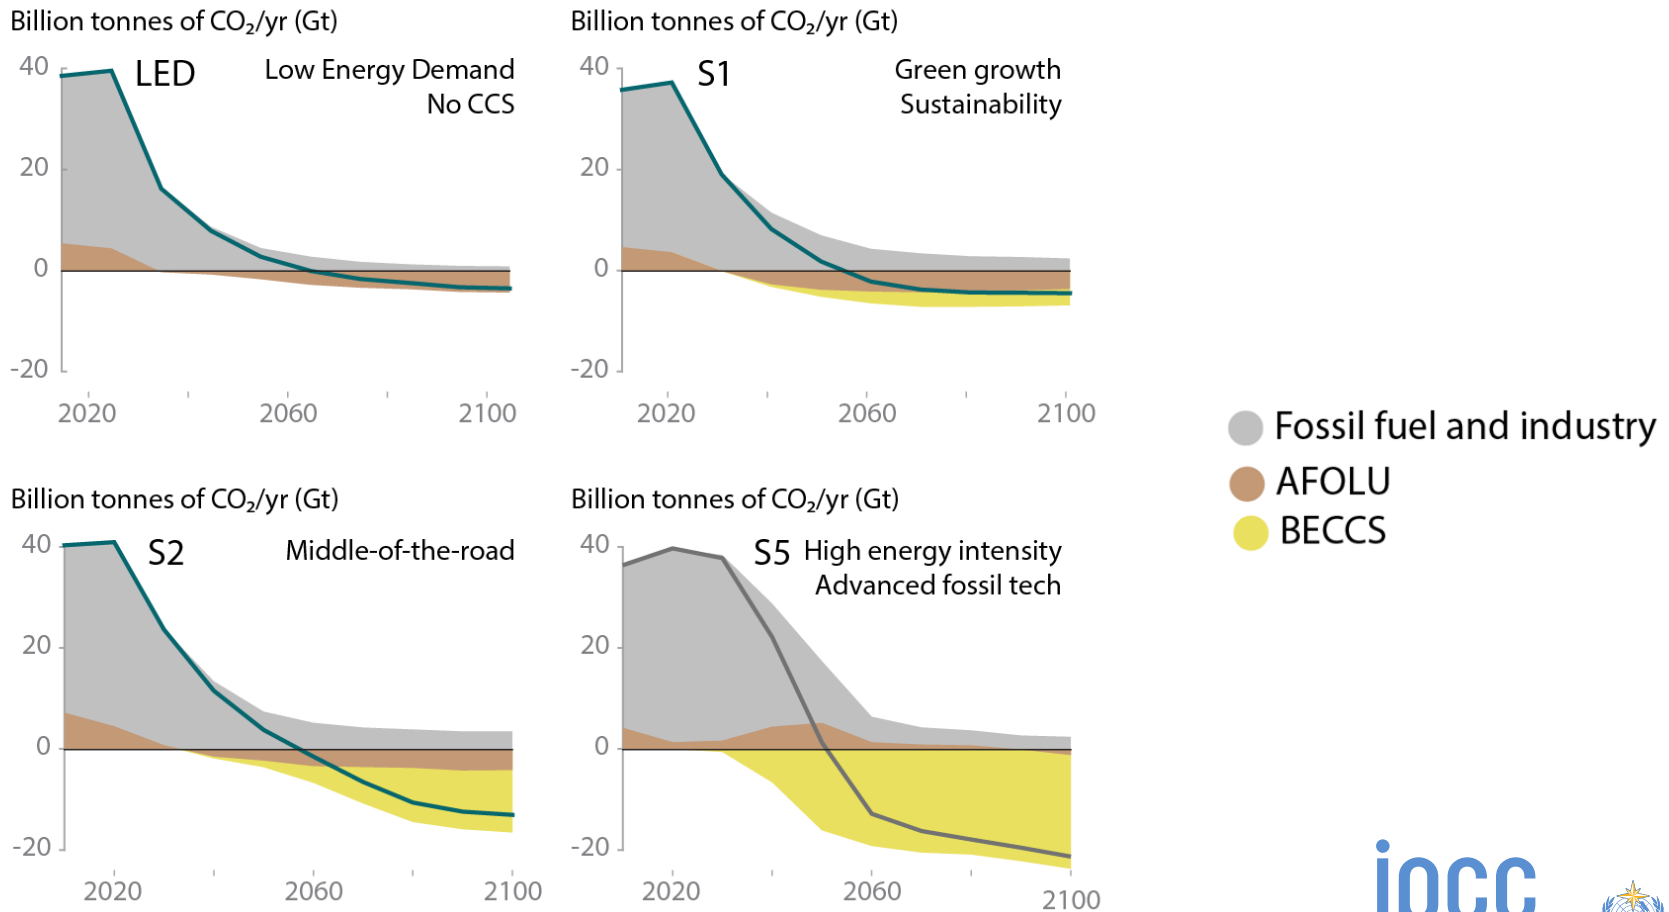 Billion tonnes of CO₂/yr (Gt)
LED
Low Energy Demand
No CCS
40
20
0
-20
2020
2060
2100
Billion tonnes of CO₂/yr (Gt)
S1
Green growth
Sustainability
40
20
0
-20
2020
2060
2100
Fossil fuel and industry
AFOLU
BECCS
Billion tonnes of CO₂/yr (Gt)
S2
Middle-of-the-road
40
20
0
-20
2020
2060
2100
Billion tonnes of CO₂/yr (Gt)
S5
High energy intensity
Advanced fossil tech
40
20
0
-20
2020
2060
2100
ipcc